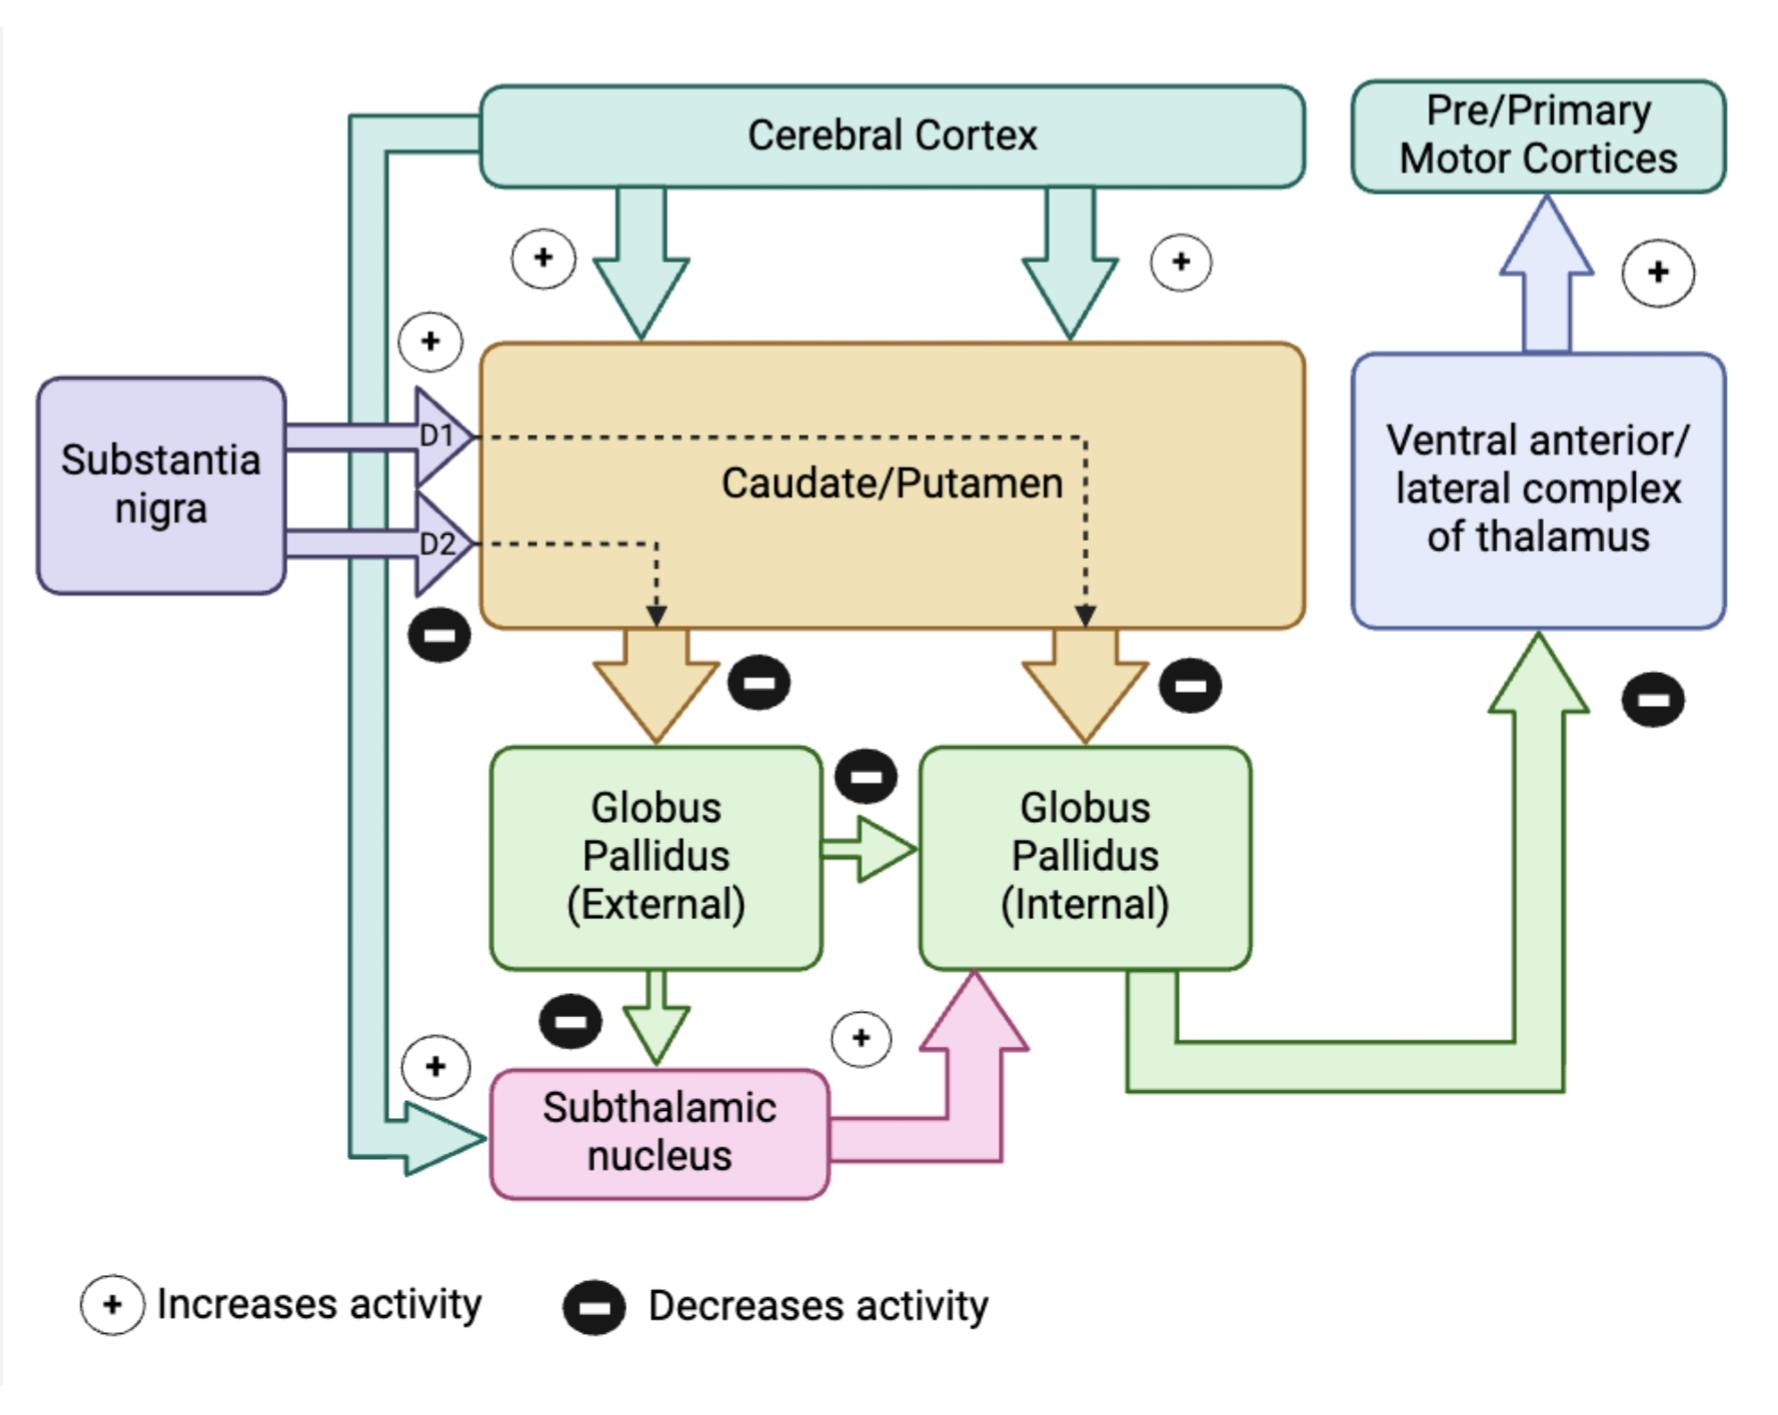 Cerebral Cortex
Pre/Primary
Motor Cortices
+
+
+
+
Substantia
nigra
D1
D2
Caudate/Putamen
Ventral anterior/
lateral complex
of thalamus
Globus
Pallidus
(External)
Globus
Pallidus
(Internal)
+
+
Subthalamic
nucleus
+ Increases activity
Decreases activity